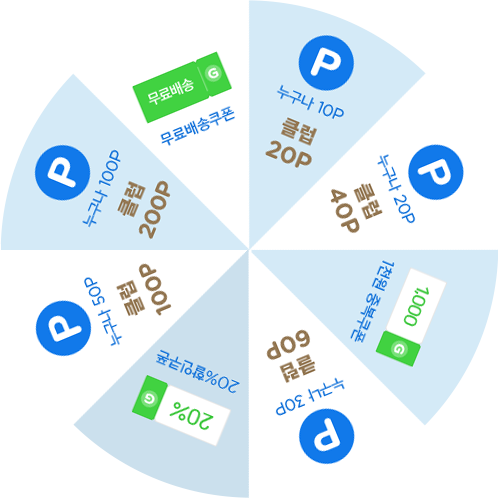 P
누구나 10P
클럽
20P
P
누구나 20P
클럽
40P
1,000
G
1천원 중복쿠폰
P
누구나 30P
클럽
60P
20%
G
20%할인쿠폰
P
누구나 50P
클럽
100P
P
누구나 100P
클럽
200P
무료배송
G
무료배송쿠폰